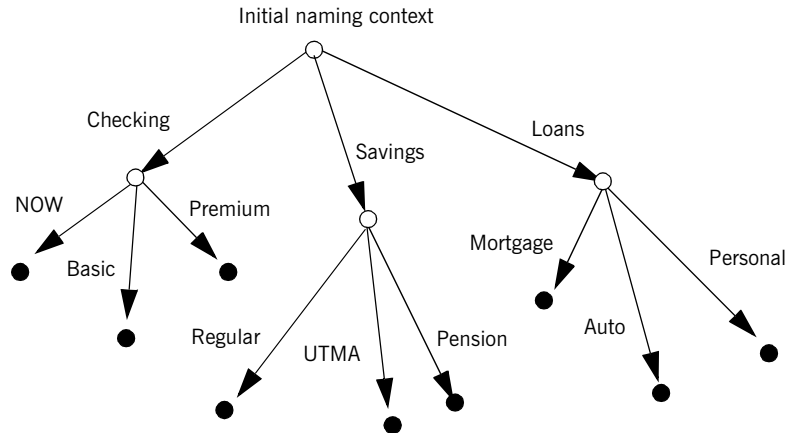 Initial naming context
Checking
Savings
Loans
NOW
Basic
Premium
Regular
UTMA
Pension
Mortgage
Auto
Personal